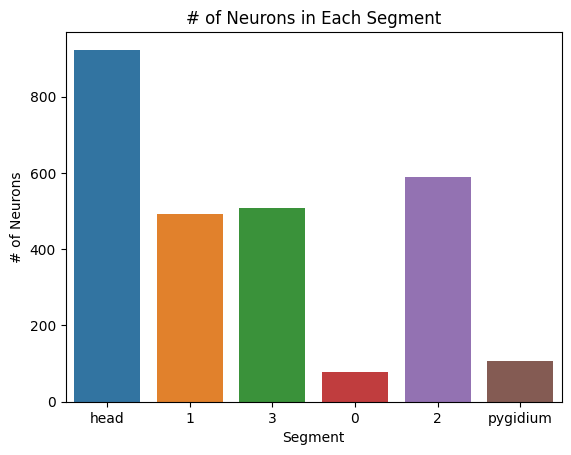 # of Neurons in Each Segment
# of Neurons
800
600
400
200
0
head 1 3 0 2 pygidium
Segment